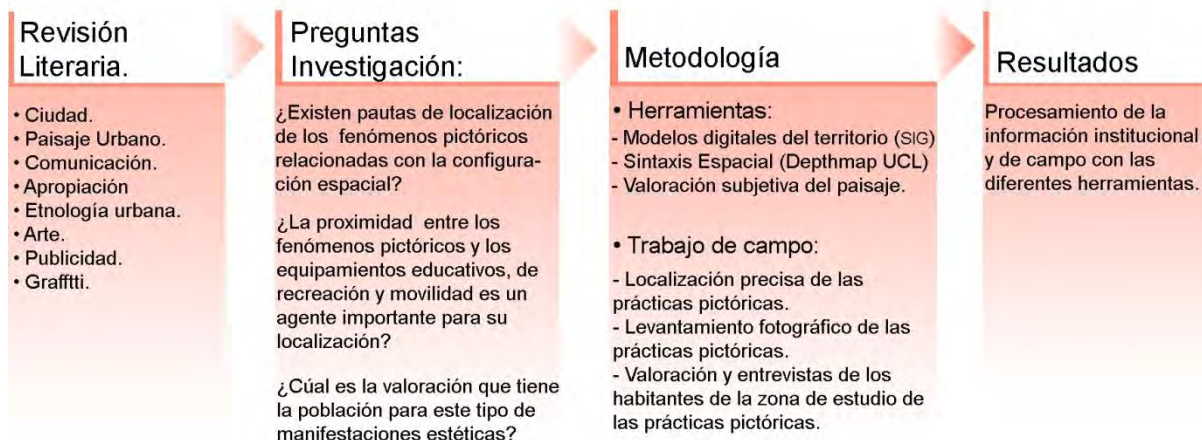 Revisión
Literaria.
• Ciudad.
• Paisaje Urbano.
• Comunicación.
• Apropiación
• Etnología urbana.
• Arte.
• Publicidad.
• Grafftti.
Preguntas
Investigación:
¿Existen pautas de localización
de los fenómenos pictóricos
relacionadas con la configura-
ción espacial?
¿La proximidad entre los
fenómenos pictóricos y los
equipamientos educativos, de
recreación y movilidad es un
agente importante para su
localización?
¿Cúal es la valoración que tiene
la población para este tipo de
manifestaciones estéticas?
Metodología
• Herramientas:
- Modelos digitales del territorio (SIG)
- Sintaxis Espacial (Depthmap UCL)
- Valoración subjetiva del paisaje.
• Trabajo de campo:
- Localización precisa de las
prácticas pictóricas.
- Levantamiento fotográfico de las
prácticas pictóricas.
- Valoración y entrevistas de los
habitantes de la zona de estudio de
las prácticas pictóricas.
Resultados
Procesamiento de la
información institucional
y de campo con las
diferentes herramientas.